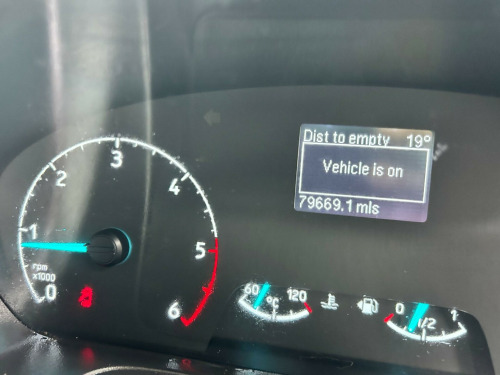 Dist to empty 19°
Vehicle is on
79669.1 mls
0
1
2
3
4
5
6
rpm
x1000
60 °C 120
0 1/2 1